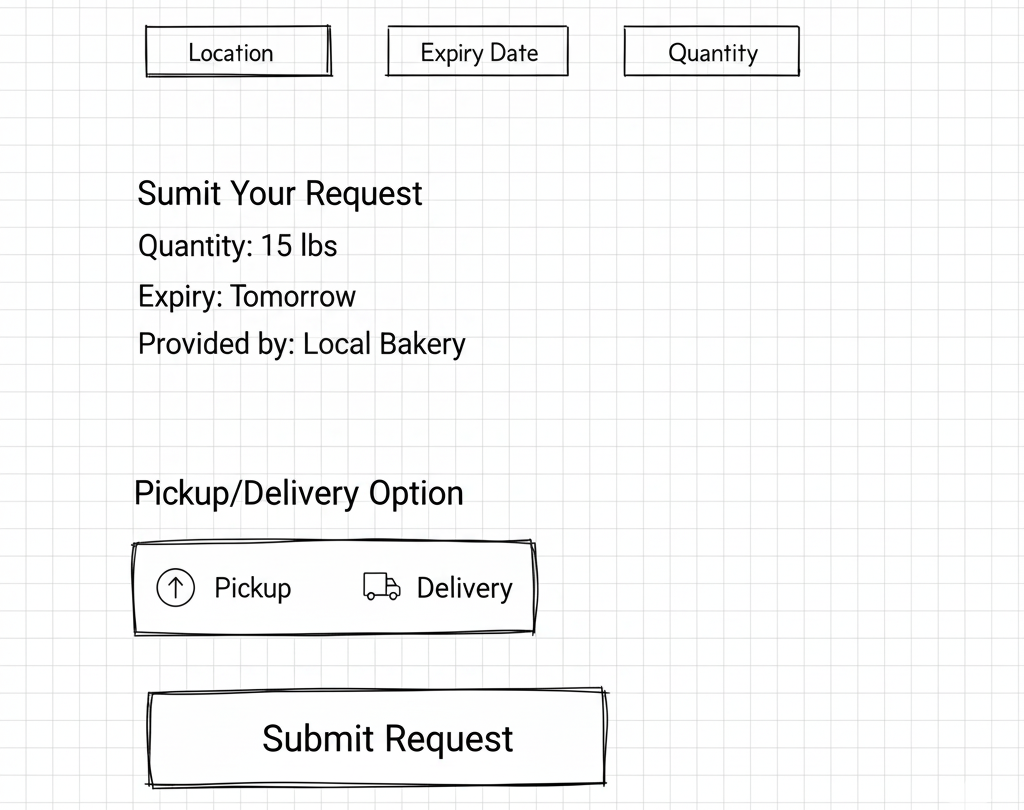 Location Expiry Date Quantity
Sumit Your Request
Quantity: 15 lbs
Expiry: Tomorrow
Provided by: Local Bakery
Pickup/Delivery Option
Pickup Delivery
Submit Request